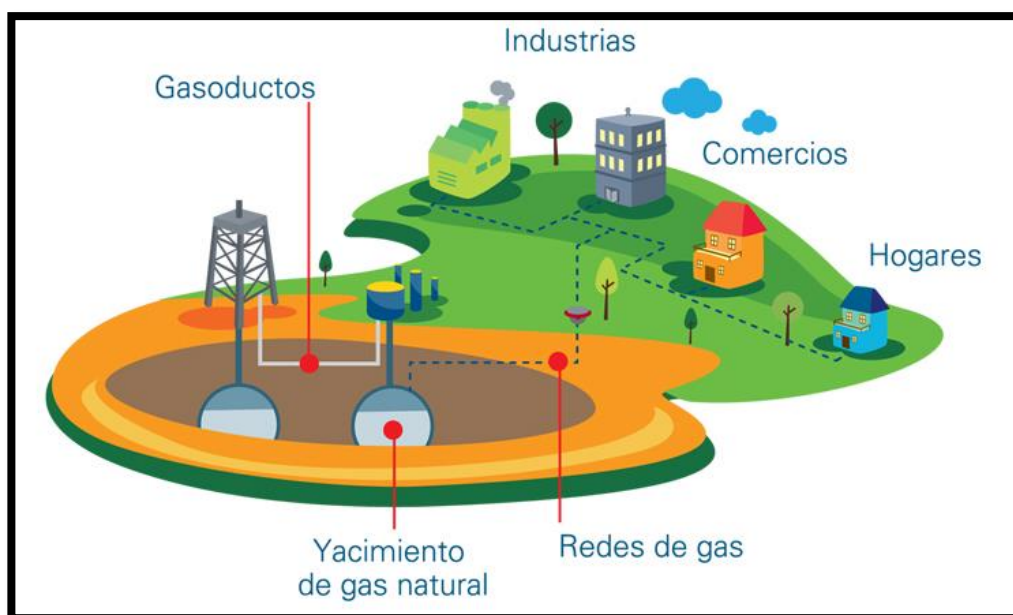 Industrias
Gasoductos
Comercios
Hogares
Yacimiento
de gas natural
Redes de gas